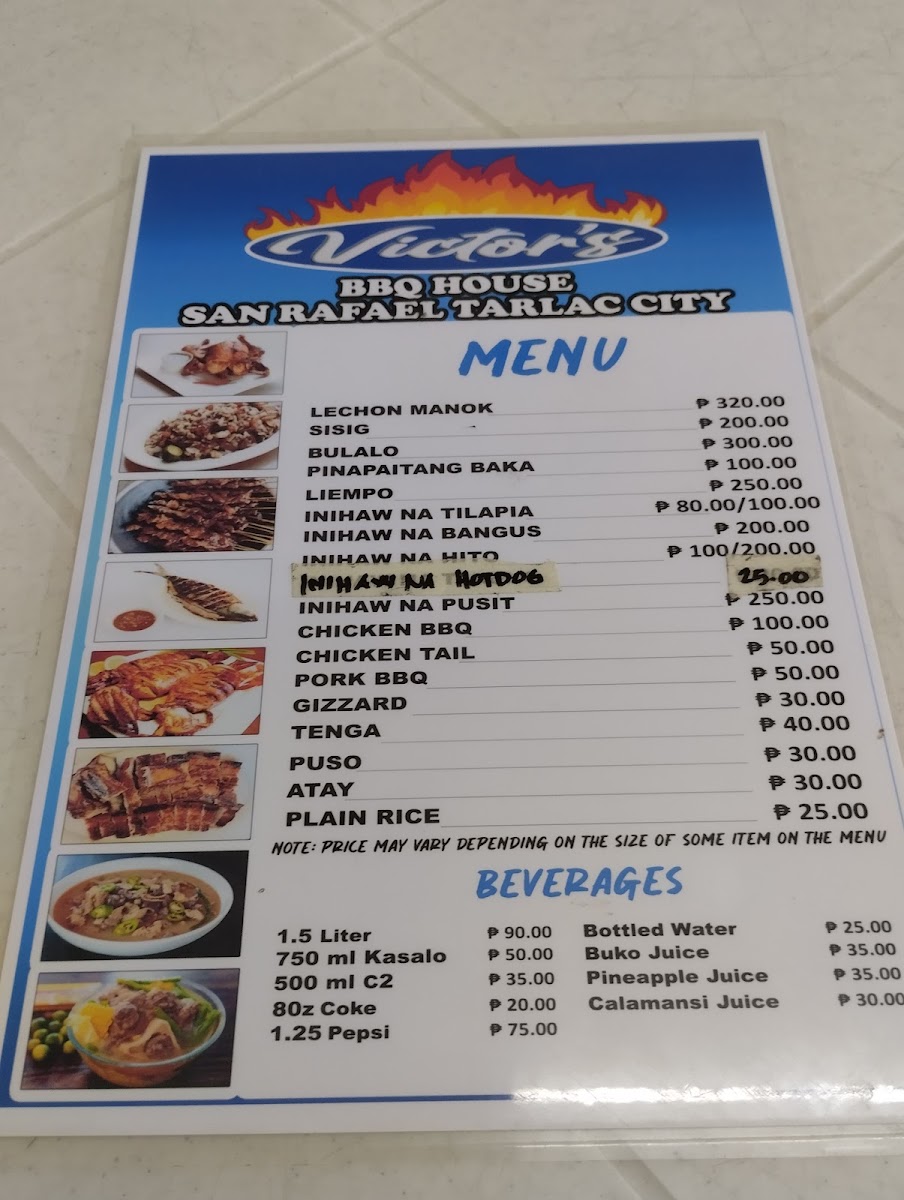 Victor's
BBQ HOUSE
SAN RAFAEL TARLAC CITY
MENU
LECHON MANOK ₱ 320.00
SISIG ₱ 200.00
BULALO ₱ 300.00
PINAPAITANG BAKA ₱ 100.00
LIEMPO ₱ 250.00
INIHAW NA TILAPIA ₱ 80.00/100.00
INIHAW NA BANGUS ₱ 200.00
INIHAW NA HITO ₱ 100/200.00
INIHAW NA HOTDOG 25.00
INIHAW NA PUSIT ₱ 250.00
CHICKEN BBQ ₱ 100.00
CHICKEN TAIL ₱ 50.00
PORK BBQ ₱ 50.00
GIZZARD ₱ 30.00
TENGA ₱ 40.00
PUSO ₱ 30.00
ATAY ₱ 30.00
PLAIN RICE ₱ 25.00
NOTE: PRICE MAY VARY DEPENDING ON THE SIZE OF SOME ITEM ON THE MENU
BEVERAGES
1.5 Liter ₱ 90.00
750 ml Kasalo ₱ 50.00
500 ml C2 ₱ 35.00
80z Coke ₱ 20.00
1.25 Pepsi ₱ 75.00
Bottled Water ₱ 25.00
Buko Juice ₱ 35.00
Pineapple Juice ₱ 35.00
Calamansi Juice ₱ 30.00